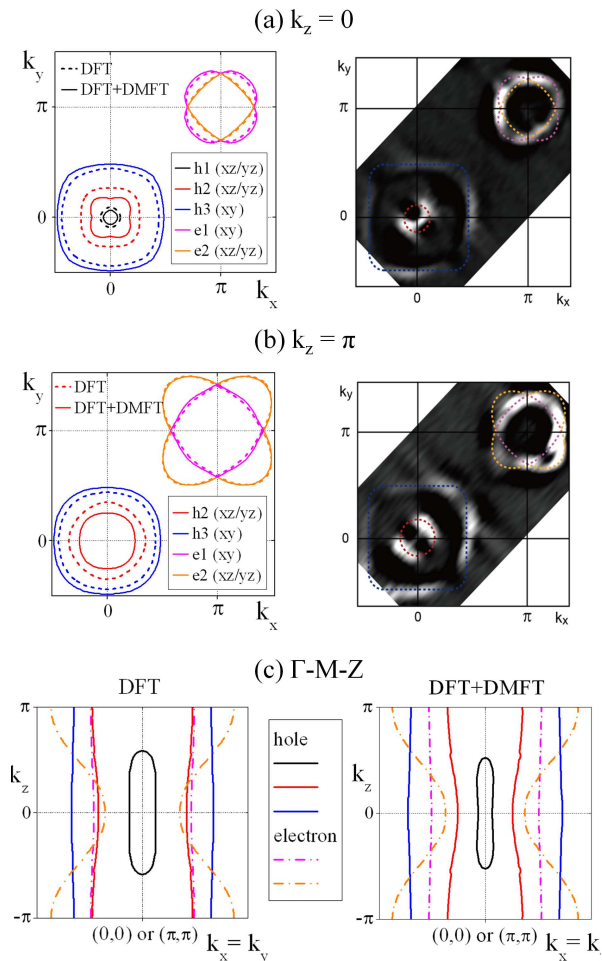 (a) k_z = 0
k_y
DFT
DFT+DMFT
π
0
h1 (xz/yz)
h2 (xz/yz)
h3 (xy)
e1 (xy)
e2 (xz/yz)
0
π
k_x
k_y
π
0
0
π
k_x
(b) k_z = π
k_y
DFT
DFT+DMFT
π
0
h2 (xz/yz)
h3 (xy)
e1 (xy)
e2 (xz/yz)
0
π
k_x
k_y
π
0
0
π
k_x
(c) Γ-M-Z
DFT
π
k_z
0
-π
(0,0) or (π,π)
k_x = k_y
hole
electron
DFT+DMFT
π
k_z
0
-π
(0,0) or (π,π)
k_x = k_y